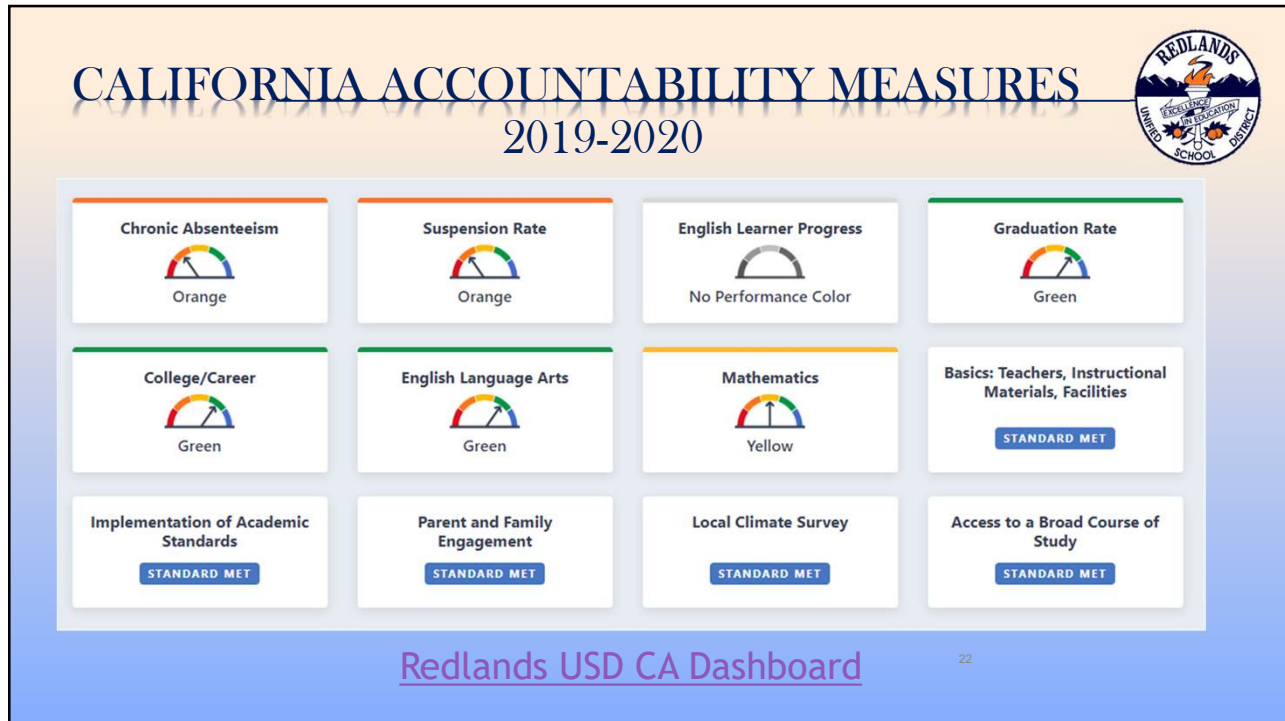 CALIFORNIA ACCOUNTABILITY MEASURES
2019-2020
REDLANDS
UNIFIED
SCHOOL
DISTRICT
EXCELLENCE
IN EDUCATION
Chronic Absenteeism
Orange
Suspension Rate
Orange
English Learner Progress
No Performance Color
Graduation Rate
Green
College/Career
Green
English Language Arts
Green
Mathematics
Yellow
Basics: Teachers, Instructional
Materials, Facilities
STANDARD MET
Implementation of Academic
Standards
STANDARD MET
Parent and Family
Engagement
STANDARD MET
Local Climate Survey
STANDARD MET
Access to a Broad Course of
Study
STANDARD MET
Redlands USD CA Dashboard
22